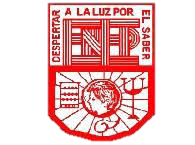 DESPERTAR A LA LUZ POR EL SABER
ENP